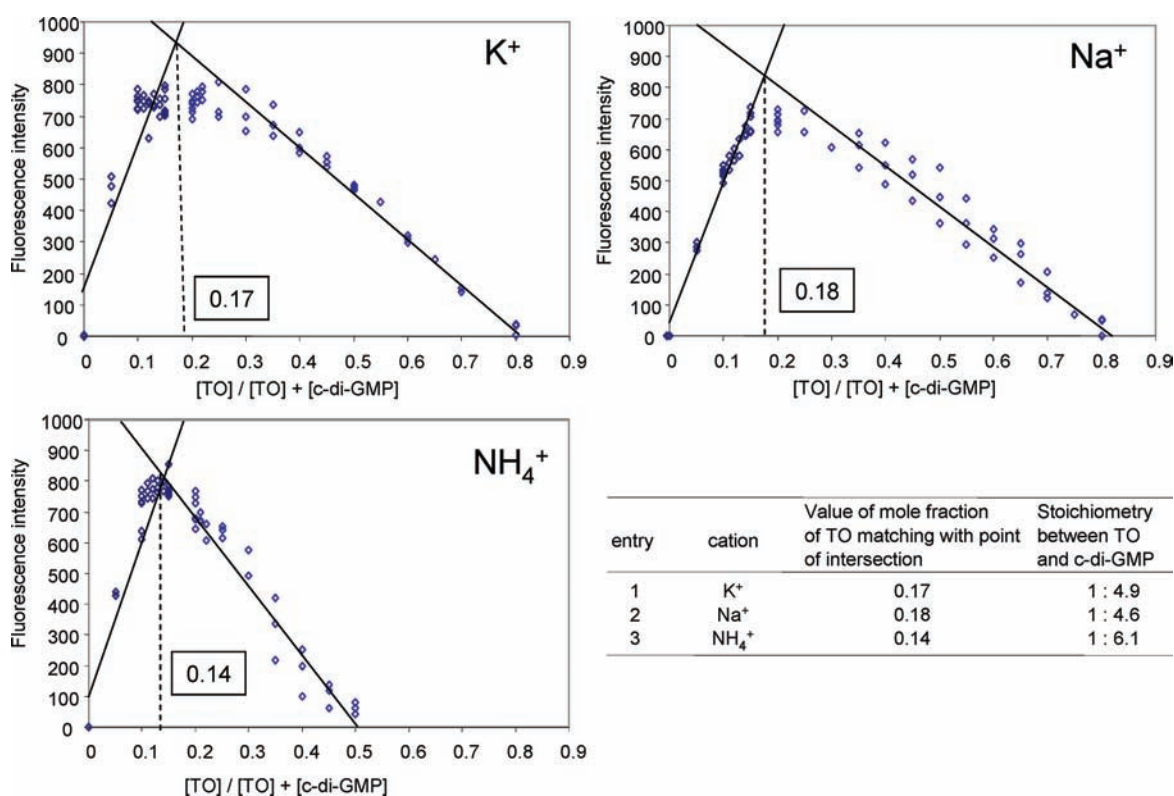 K+
Fluorescence intensity
1000
900
800
700
600
500
400
300
200
100
0
0.17
0 0.1 0.2 0.3 0.4 0.5 0.6 0.7 0.8 0.9
[TO] / [TO] + [c-di-GMP]
Na+
Fluorescence intensity
1000
900
800
700
600
500
400
300
200
100
0
0.18
0 0.1 0.2 0.3 0.4 0.5 0.6 0.7 0.8 0.9
[TO] / [TO] + [c-di-GMP]
NH4+
Fluorescence intensity
1000
900
800
700
600
500
400
300
200
100
0
0.14
0 0.1 0.2 0.3 0.4 0.5 0.6 0.7 0.8 0.9
[TO] / [TO] + [c-di-GMP]
entry cation Value of mole fraction of TO matching with point of intersection Stoichiometry between TO and c-di-GMP
1 K+ 0.17 1 : 4.9
2 Na+ 0.18 1 : 4.6
3 NH4+ 0.14 1 : 6.1